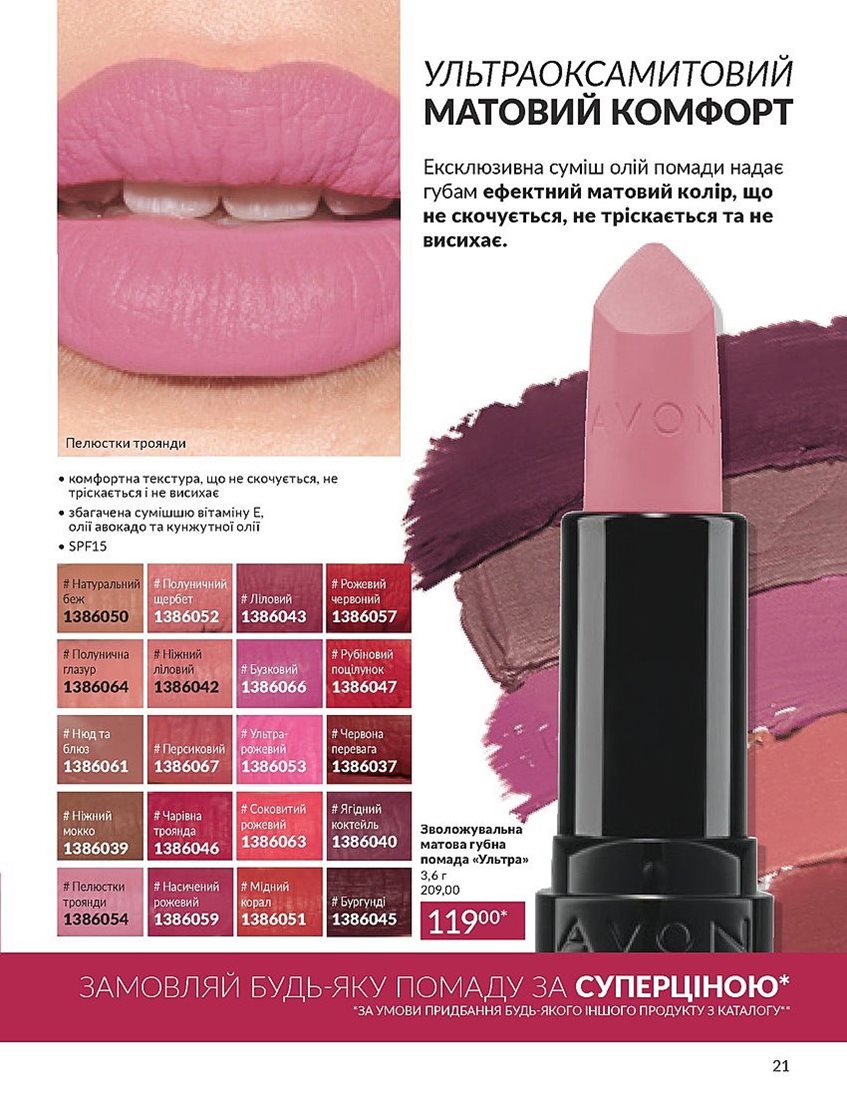 УЛЬТРАОКСАМИТОВИЙ
МАТОВИЙ КОМФОРТ
Ексклюзивна суміш олій помади надає
губам ефектний матовий колір, що
не скочується, не тріскається та не
висихає.
AVON
Пелюстки троянди
• комфортна текстура, що не скочується, не
тріскається і не висихає
• збагачена сумішшю вітаміну Е,
олії авокадо та кунжутної олії
• SPF15
# Натуральний
беж
1386050
# Полуничний
щербет
1386052
# Ліловий
1386043
# Рожевий
червоний
1386057
# Полунична
глазур
1386064
# Ніжний
ліловий
1386042
# Бузковий
1386066
# Рубіновий
поцілунок
1386047
# Нюд та
блюз
1386061
# Персиковий
1386067
# Ультра-
рожевий
1386053
# Червона
перевага
1386037
# Ніжний
мокко
1386039
# Чарівна
троянда
1386046
# Соковитий
рожевий
1386063
# Ягідний
коктейль
1386040
# Пелюстки
троянди
1386054
# Насичений
рожевий
1386059
# Мідний
корал
1386051
# Бургунді
1386045
Зволожувальна
матова губна
помада «Ультра»
3,6 г
209,00
11900*
AVON
ЗАМОВЛЯЙ БУДЬ-ЯКУ ПОМАДУ ЗА СУПЕРЦІНОЮ*
*ЗА УМОВИ ПРИДБАННЯ БУДЬ-ЯКОГО ІНШОГО ПРОДУКТУ З КАТАЛОГУ**
21